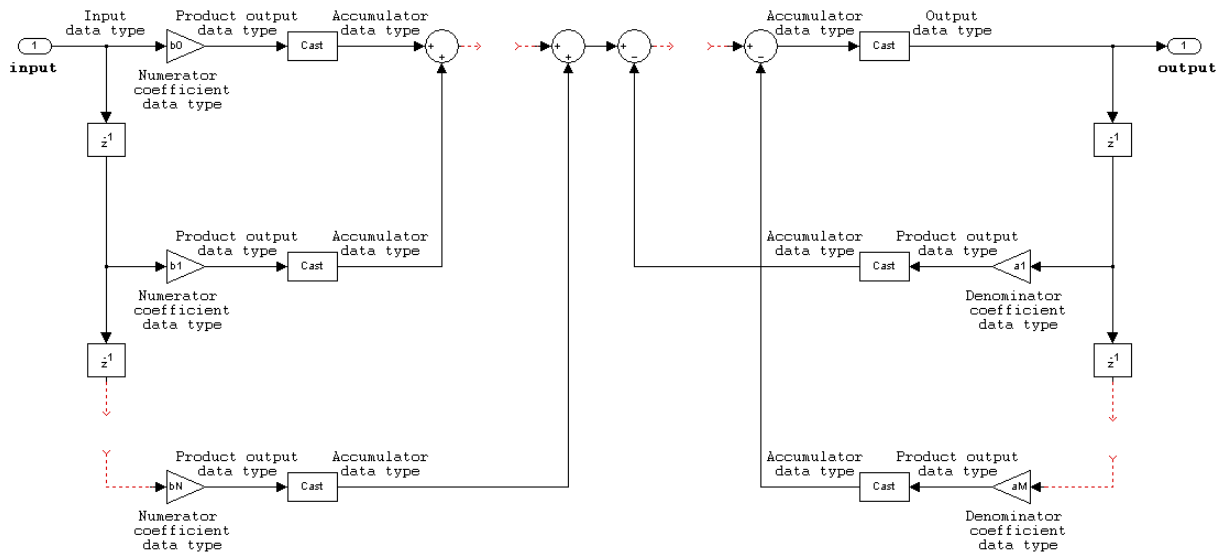 Input
data type
Product output
data type
Accumulator
data type
Accumulator
data type
Output
data type
1
b0
Cast
+
+
+
+
+
−
+
−
Cast
1
input
output
Numerator
coefficient
data type
z-1
z-1
Product output
data type
Accumulator
data type
Accumulator
data type
Product output
data type
b1
Cast
Cast
a1
Numerator
coefficient
data type
Denominator
coefficient
data type
z-1
z-1
Product output
data type
Accumulator
data type
Accumulator
data type
Product output
data type
bN
Cast
Cast
aM
Numerator
coefficient
data type
Denominator
coefficient
data type